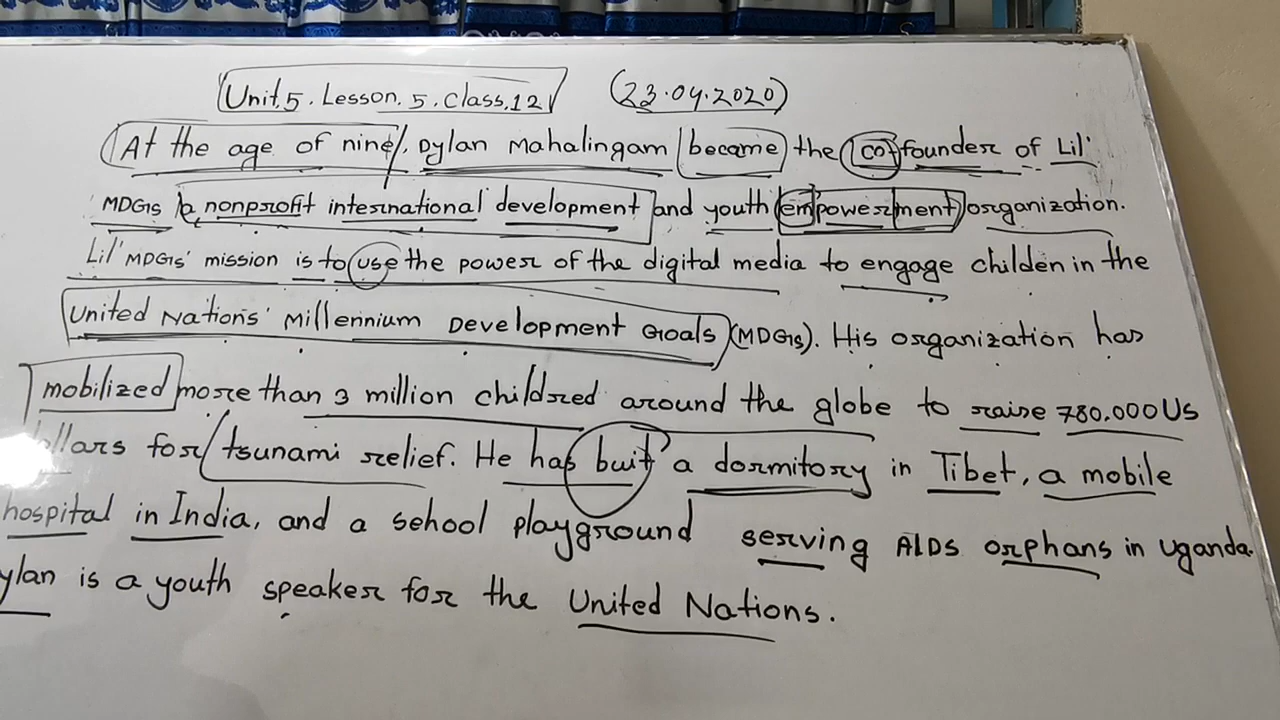 Unit.5. Lesson. 5. Class.12 (23.04.2020)
At the age of nine, Dylan Mahalingam became the co-founder of Lil'
MDGs a nonprofit international development and youth empowerment organization.
Lil' MDGs' mission is to use the power of the digital media to engage childen in the
United Nations' Millennium Development Goals (MDGs). His organization has
mobilized more than 3 million childred around the globe to raise 780.000 US
ollars for tsunami relief. He has buit a dormitory in Tibet, a mobile
hospital in India, and a sehool playground serving AIDS orphans in Uganda.
ylan is a youth speaker for the United Nations.